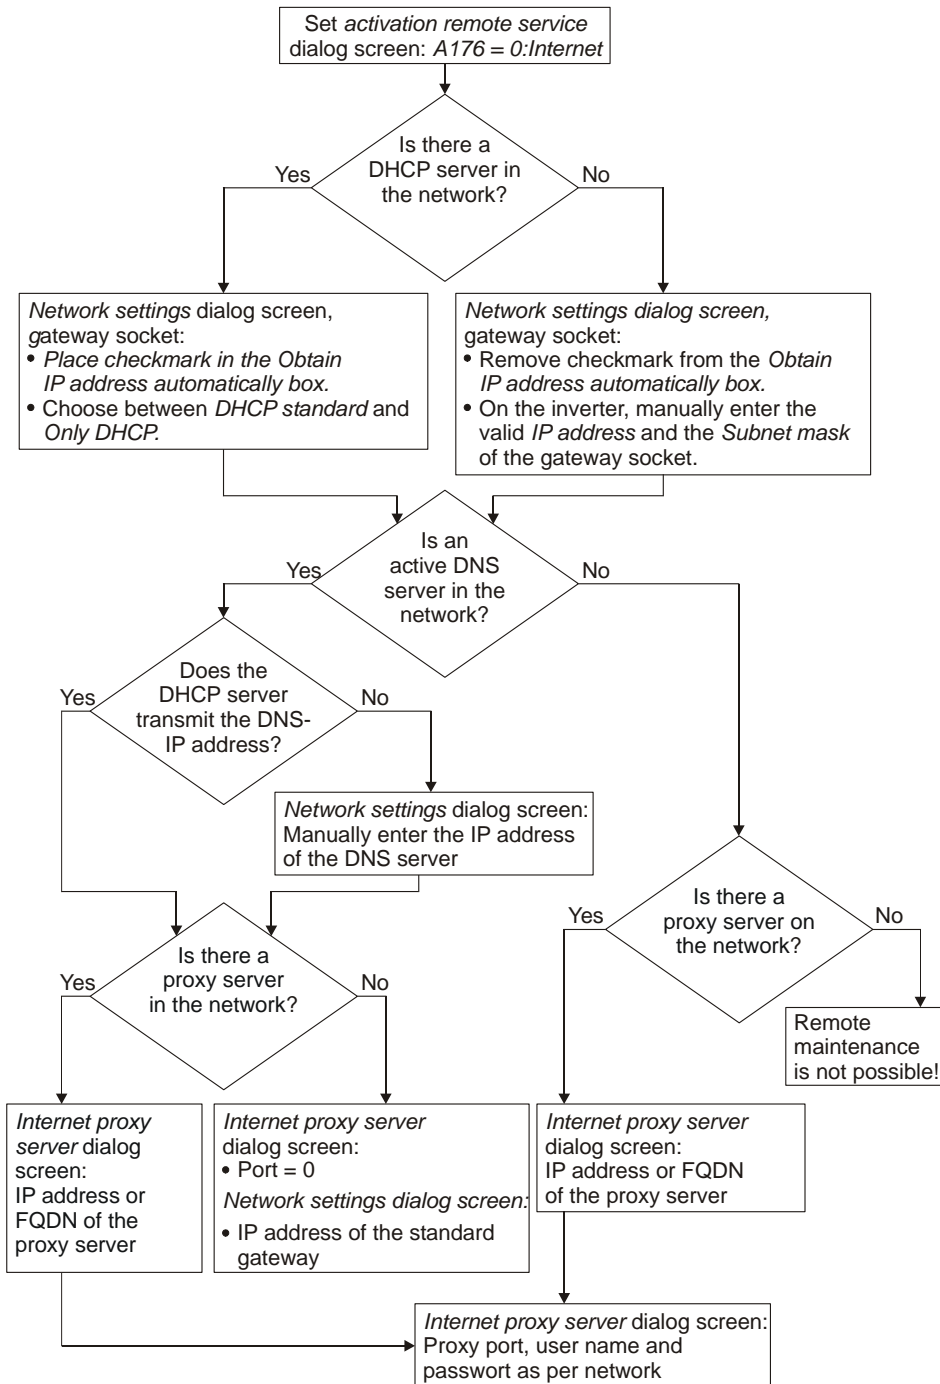 Set activation remote service
dialog screen: A176 = 0:Internet
Is there a
DHCP server in
the network?
Yes
No
Network settings dialog screen,
gateway socket:
• Place checkmark in the Obtain
IP address automatically box.
• Choose between DHCP standard and
Only DHCP.
Network settings dialog screen,
gateway socket:
• Remove checkmark from the Obtain
IP address automatically box.
• On the inverter, manually enter the
valid IP address and the Subnet mask
of the gateway socket.
Is an
active DNS
server in the
network?
Yes
No
Does the
DHCP server
transmit the DNS-
IP address?
Yes
No
Network settings dialog screen:
Manually enter the IP address
of the DNS server
Is there a
proxy server on
the network?
Yes
No
Is there a
proxy server
in the network?
Yes
No
Remote
maintenance
is not possible!
Internet proxy
server dialog
screen:
IP address or
FQDN of the
proxy server
Internet proxy server
dialog screen:
• Port = 0
Network settings dialog screen:
• IP address of the standard
gateway
Internet proxy server
dialog screen:
IP address or FQDN
of the proxy server
Internet proxy server dialog screen:
Proxy port, user name and
passwort as per network